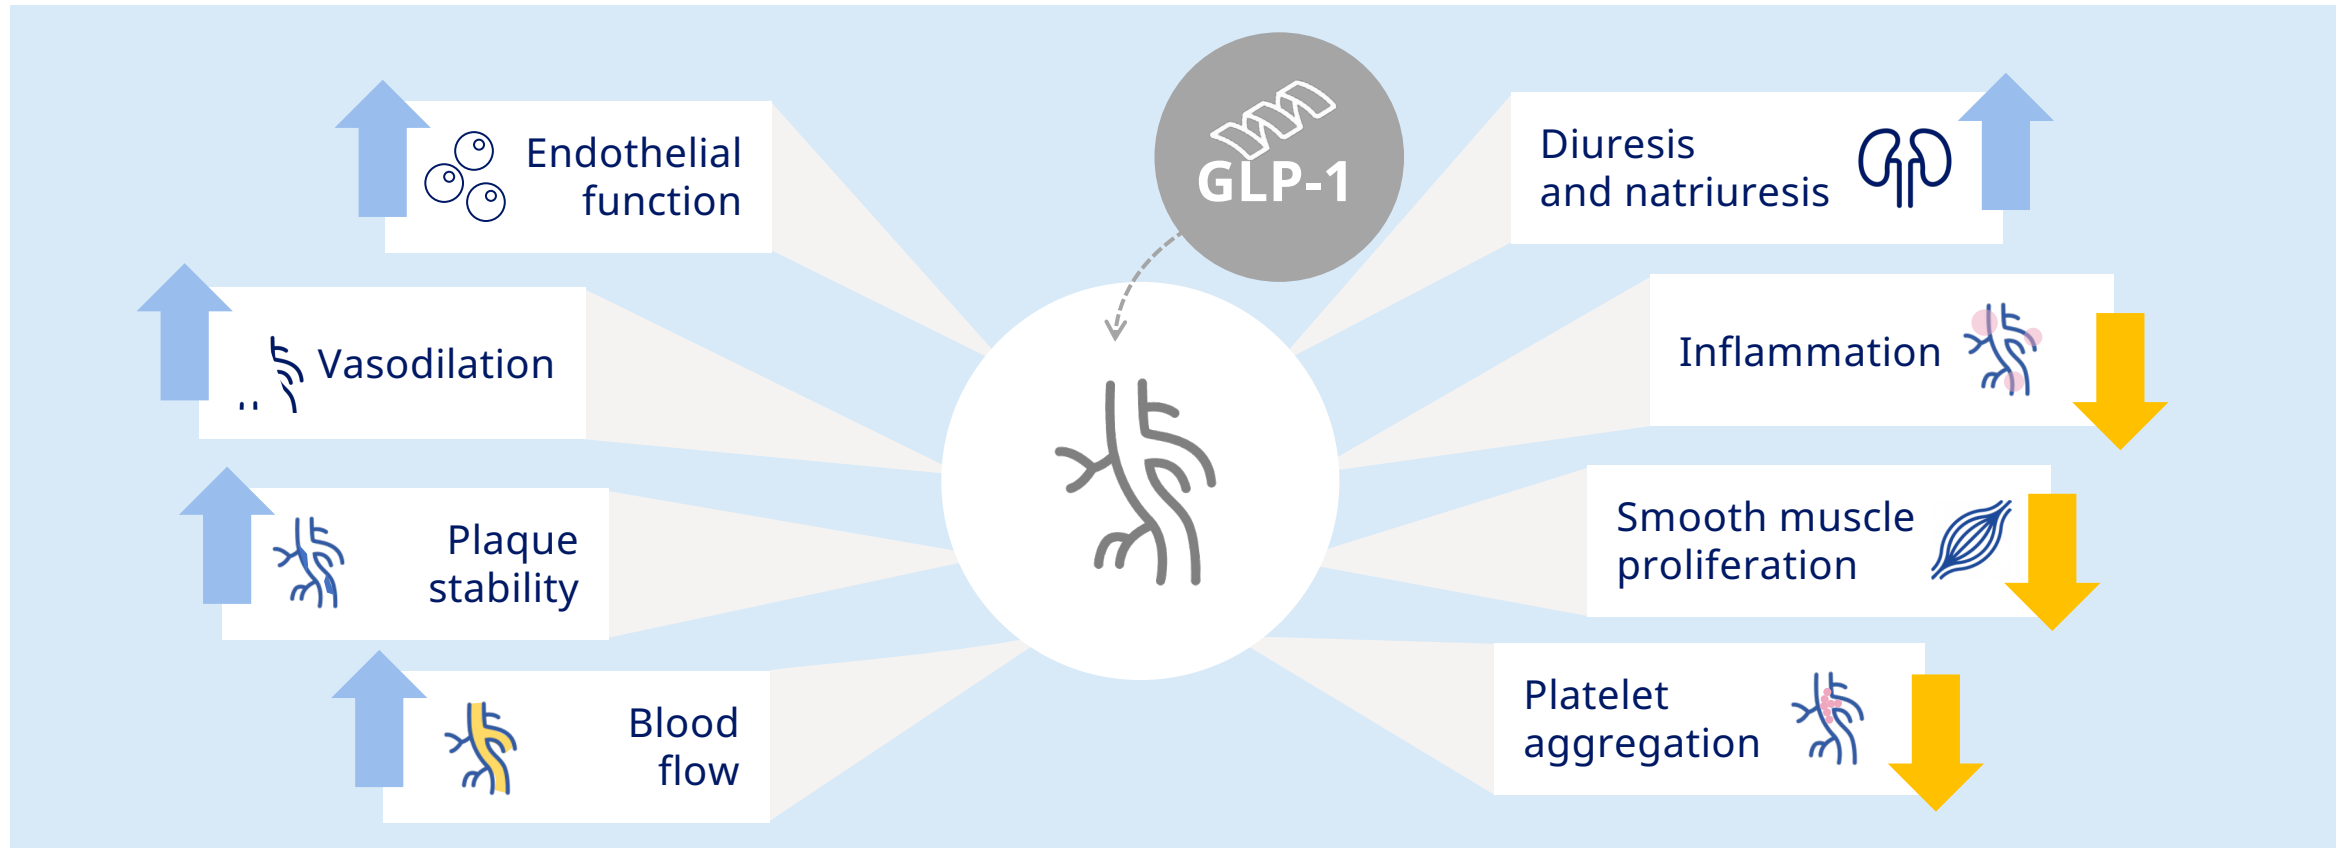 GLP-1
Endothelial
function
Vasodilation
Plaque
stability
Blood
flow
Diuresis
and natriuresis
Inflammation
Smooth muscle
proliferation
Platelet
aggregation